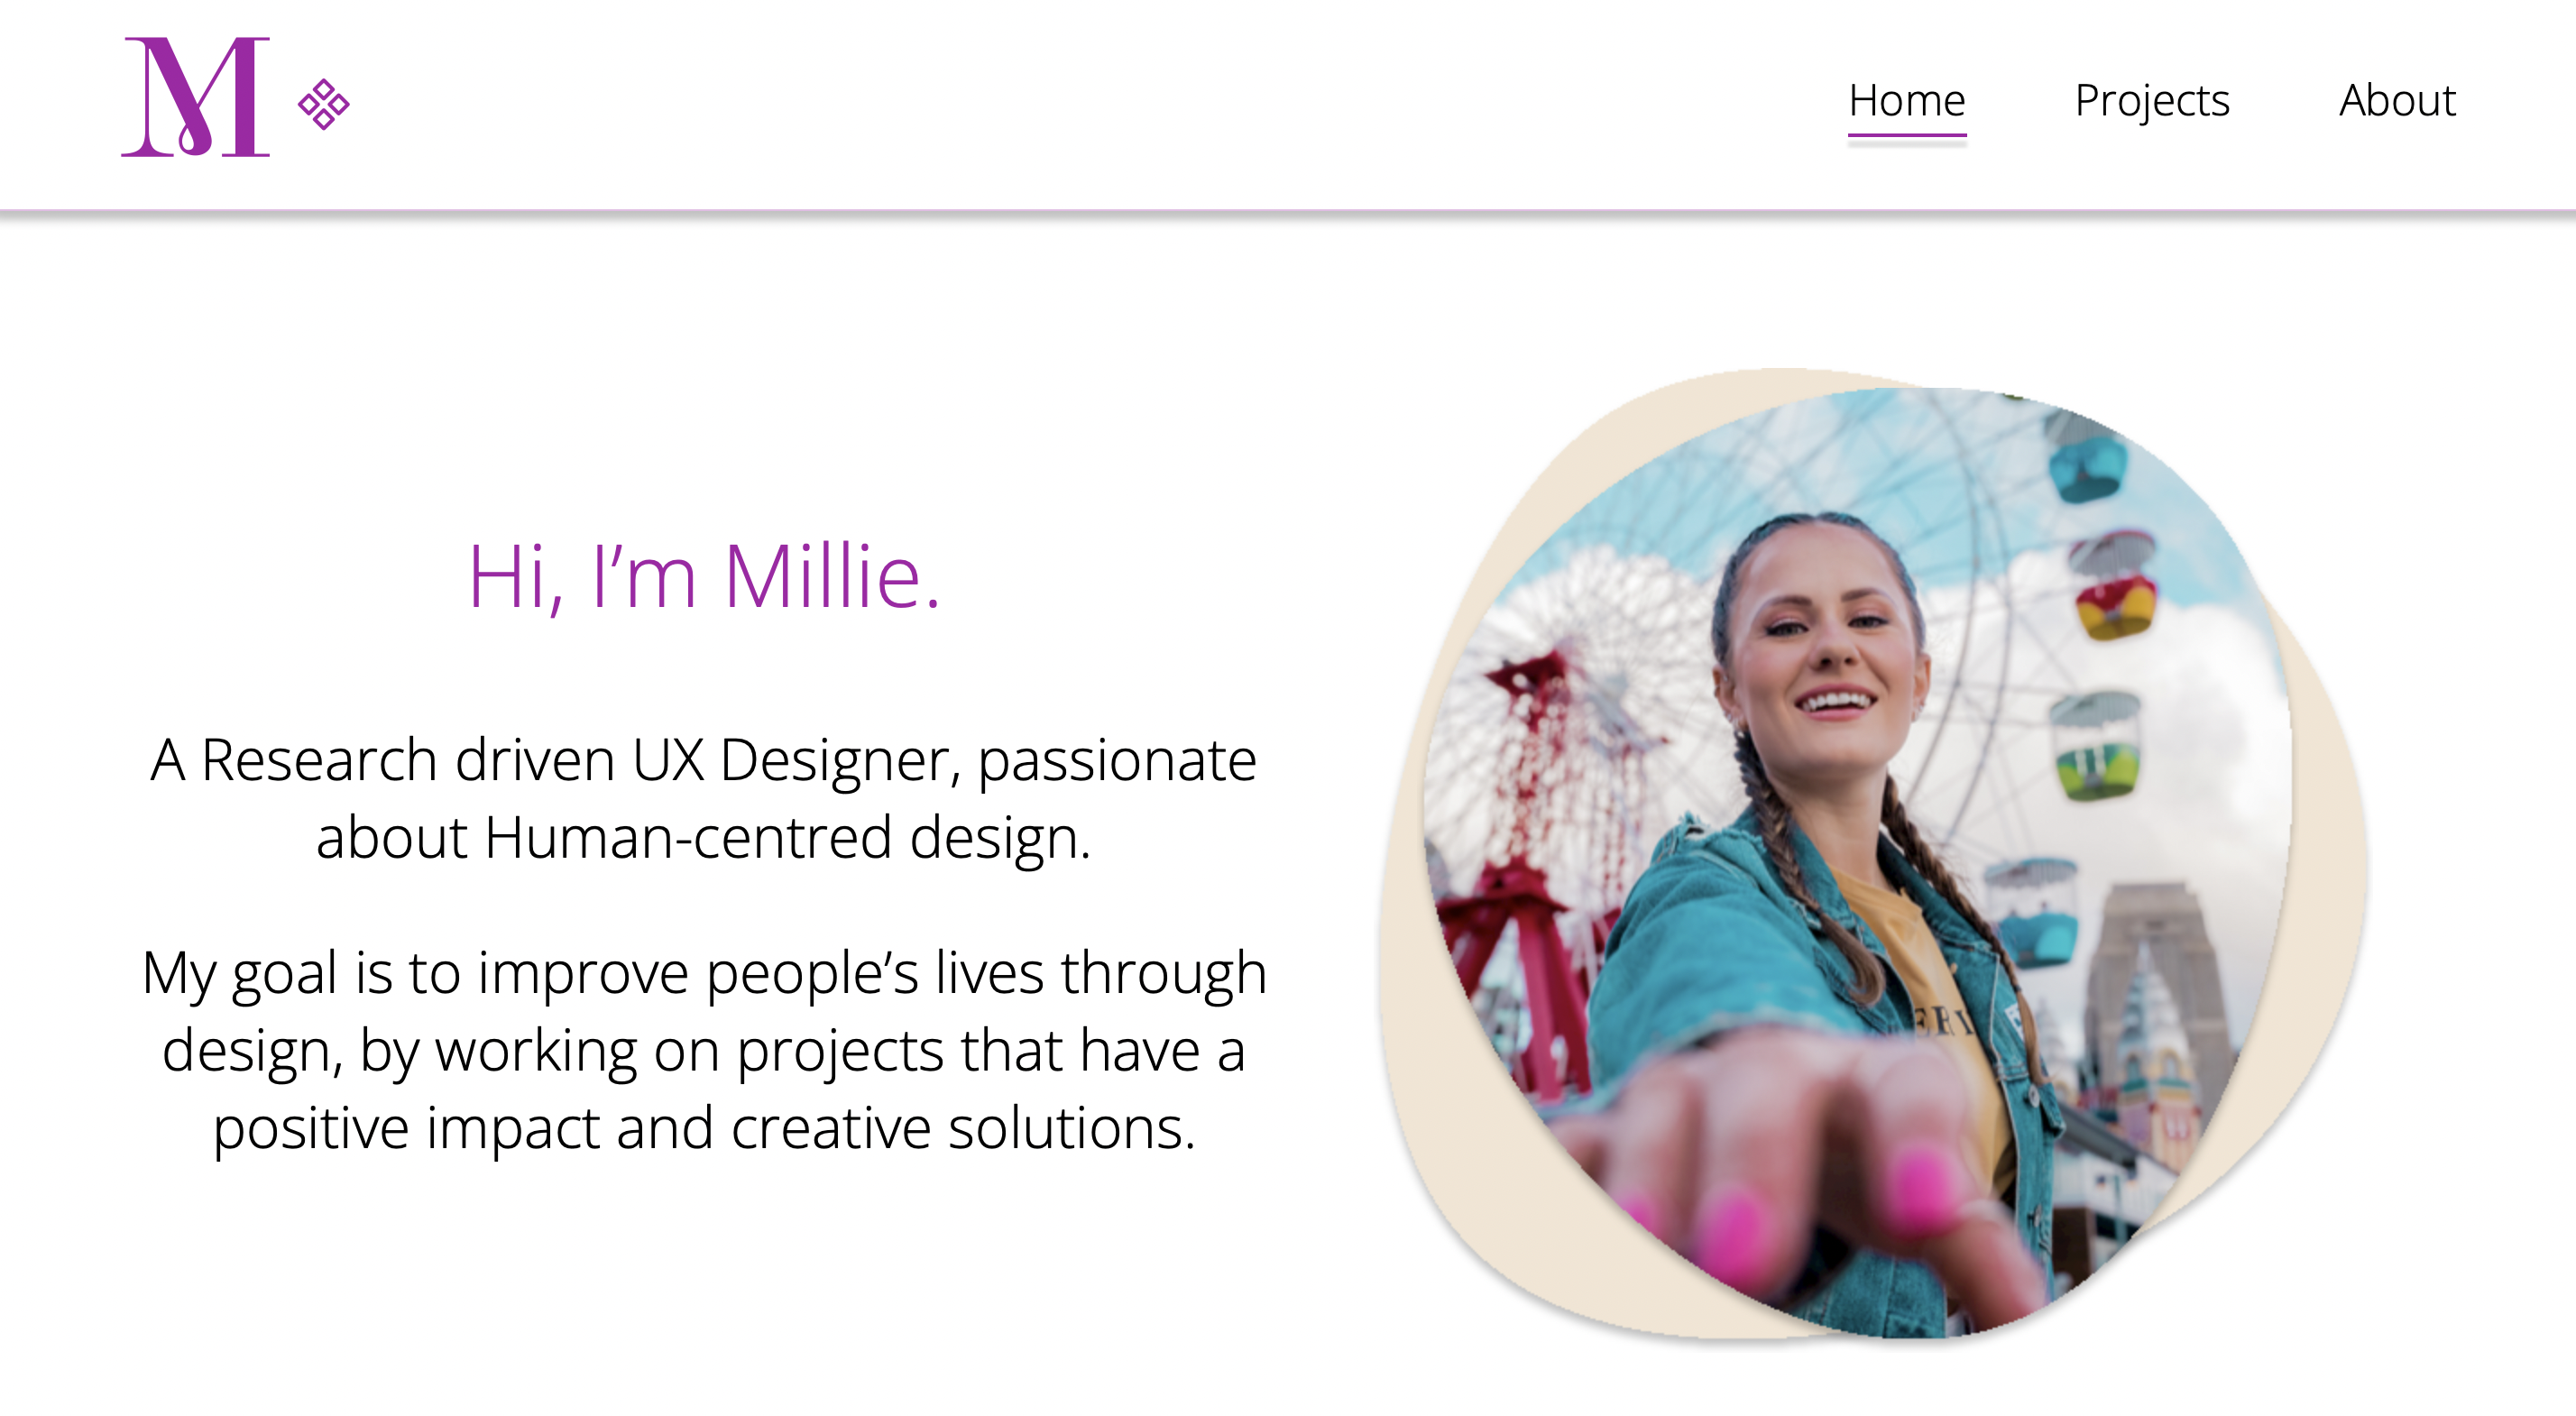 M
Home Projects About
Hi, I’m Millie.
A Research driven UX Designer, passionate
about Human-centred design.
My goal is to improve people’s lives through
design, by working on projects that have a
positive impact and creative solutions.